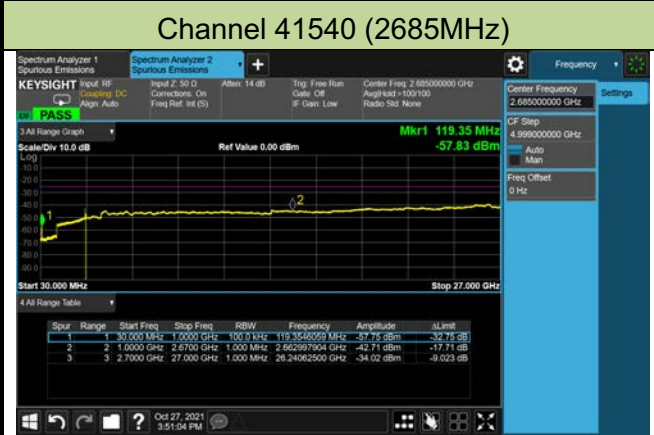 Channel 41540 (2685MHz)
Spectrum Analyzer 1
Spurious Emissions
Spectrum Analyzer 2
Spurious Emissions
+
Frequency
KEYSIGHT
Input: RF
Coupling: DC
Align: Auto
Input Z: 50 Ω
Corrections: On
Freq Ref: Int (S)
Atten: 14 dB
Trig: Free Run
Gate: Off
IF Gain: Low
Center Freq: 2.685000000 GHz
Avg|Hold:>100/100
Radio Std: None
PASS
3 All Range Graph
Mkr1 119.35 MHz
Scale/Div 10.0 dB
Ref Value 0.00 dBm
-57.83 dBm
Log
-10.0
-20.0
-30.0
-40.0
-50.0
-60.0
-70.0
-80.0
-90.0
1
2
Start 30.000 MHz
Stop 27.000 GHz
4 All Range Table
Spur Range Start Freq Stop Freq RBW Frequency Amplitude ΔLimit
1 1 30.000 MHz 1.0000 GHz 100.0 kHz 119.3546059 MHz -57.75 dBm -32.75 dB
2 2 1.0000 GHz 2.6700 GHz 1.000 MHz 2.662997904 GHz -42.71 dBm -17.71 dB
3 3 2.7000 GHz 27.000 GHz 1.000 MHz 26.24062500 GHz -34.02 dBm -9.023 dB
Center Frequency
2.685000000 GHz
Settings
CF Step
4.999000000 GHz
Auto
Man
Freq Offset
0 Hz
?
Oct 27, 2021
3:51:04 PM